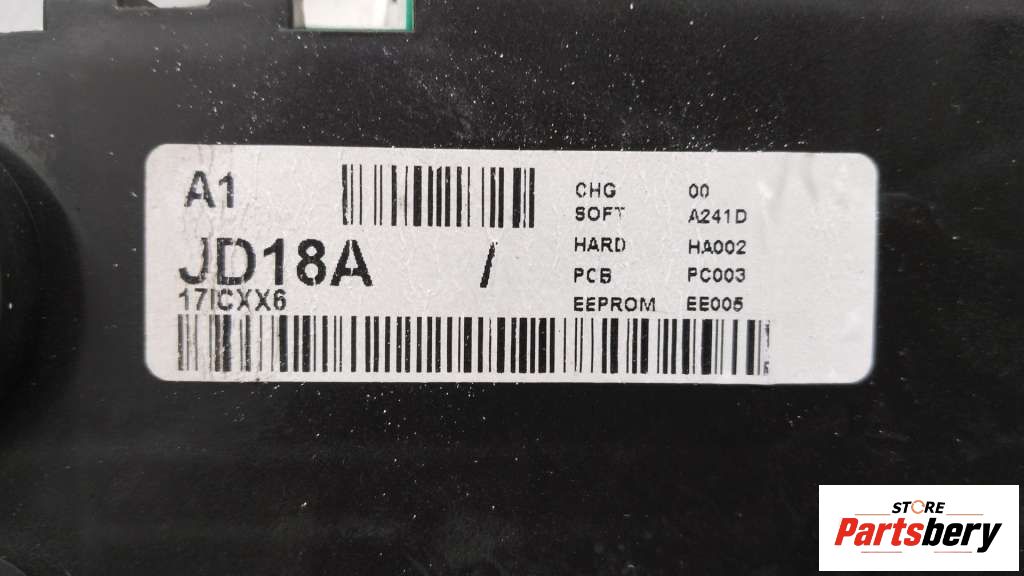 A1
JD18A /
17ICXX6
CHG 00
SOFT A241D
HARD HA002
PCB PC003
EEPROM EE005
STORE
Partsbery